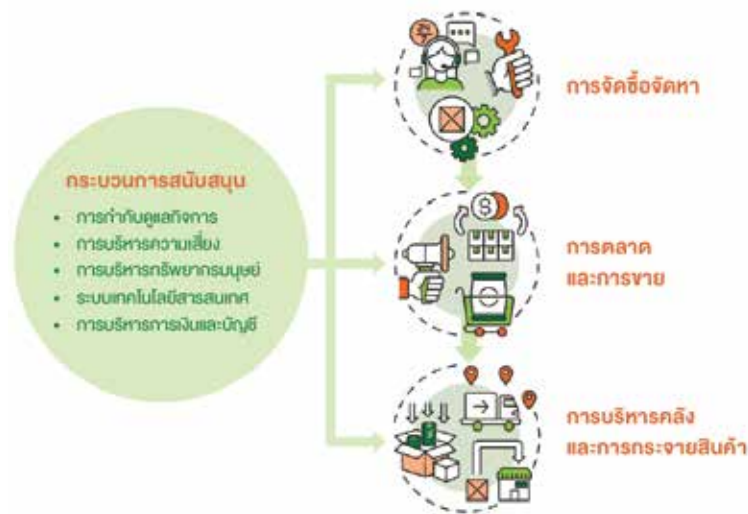 กระบวนการสนับสนุน
• การกำกับดูแลกิจการ
• การบริหารความเสี่ยง
• การบริหารทรัพยากรมนุษย์
• ระบบเทคโนโลยีสารสนเทศ
• การบริหารการเงินและบัญชี
การจัดซื้อจัดหา
การตลาด
และการขาย
การบริหารคลัง
และการกระจายสินค้า